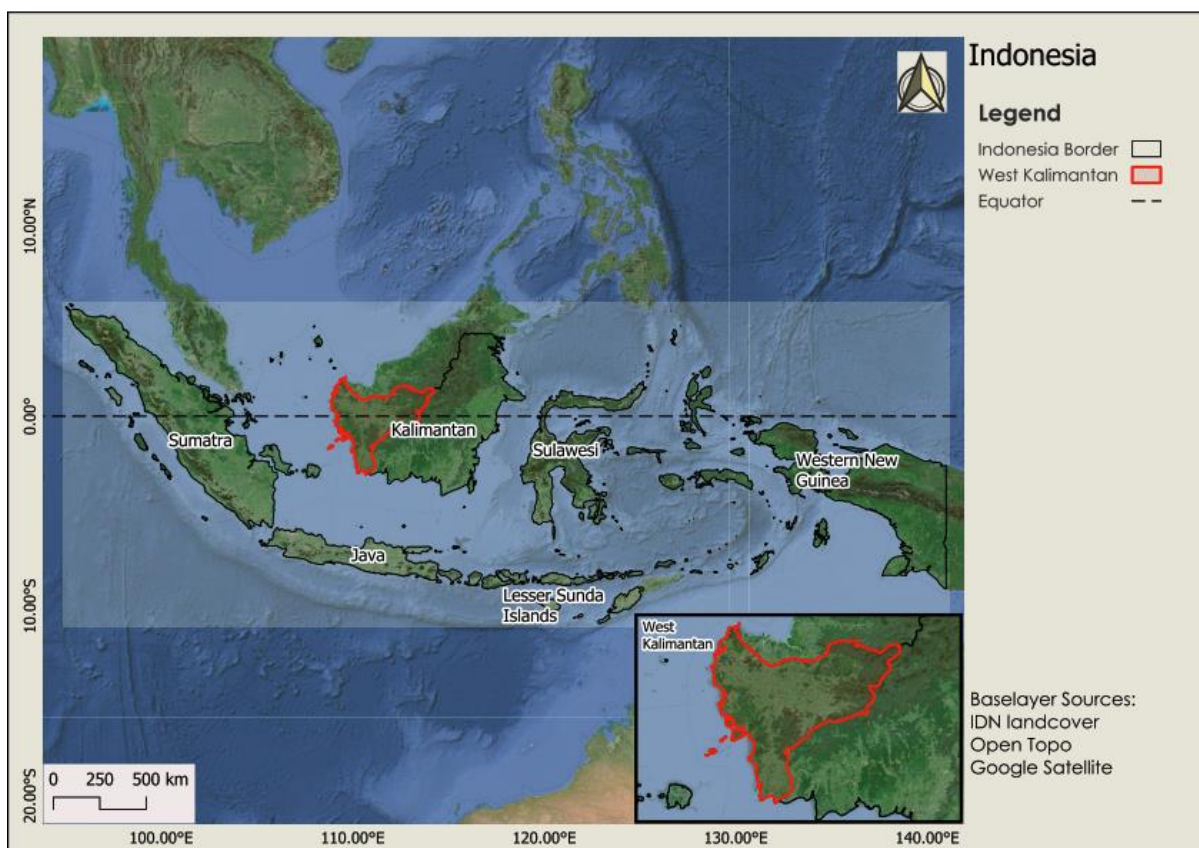 Indonesia
Legend
Indonesia Border
West Kalimantan
Equator
10.00°N
0.00°
10.00°S
20.00°S
Sumatra
Kalimantan
Sulawesi
Western New
Guinea
Java
Lesser Sunda
Islands
West
Kalimantan
0 250 500 km
100.00°E 110.00°E 120.00°E 130.00°E 140.00°E
Baselayer Sources:
IDN landcover
Open Topo
Google Satellite